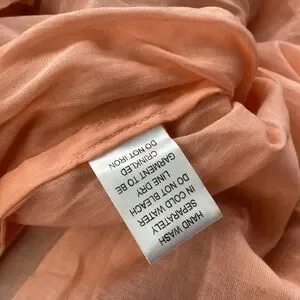 HAND WASH
SEPARATELY
IN COLD WATER
DO NOT BLEACH
LINE DRY
GARMENT TO BE
CRINKLED
DO NOT IRON